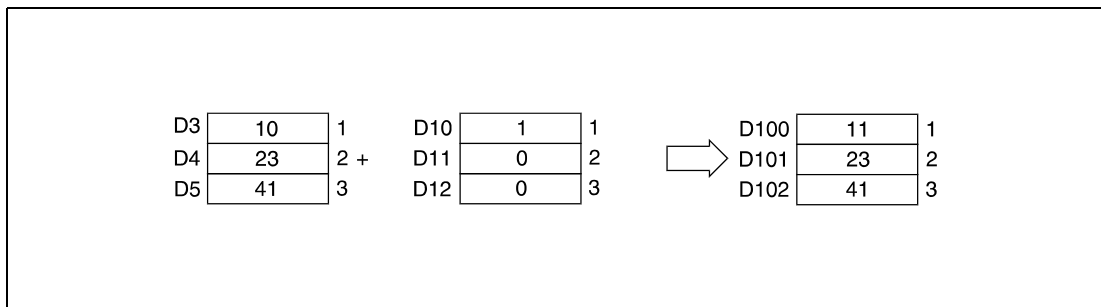 D3 10 1 D10 1 1 D100 11 1
D4 23 2 + D11 0 2 D101 23 2
D5 41 3 D12 0 3 D102 41 3